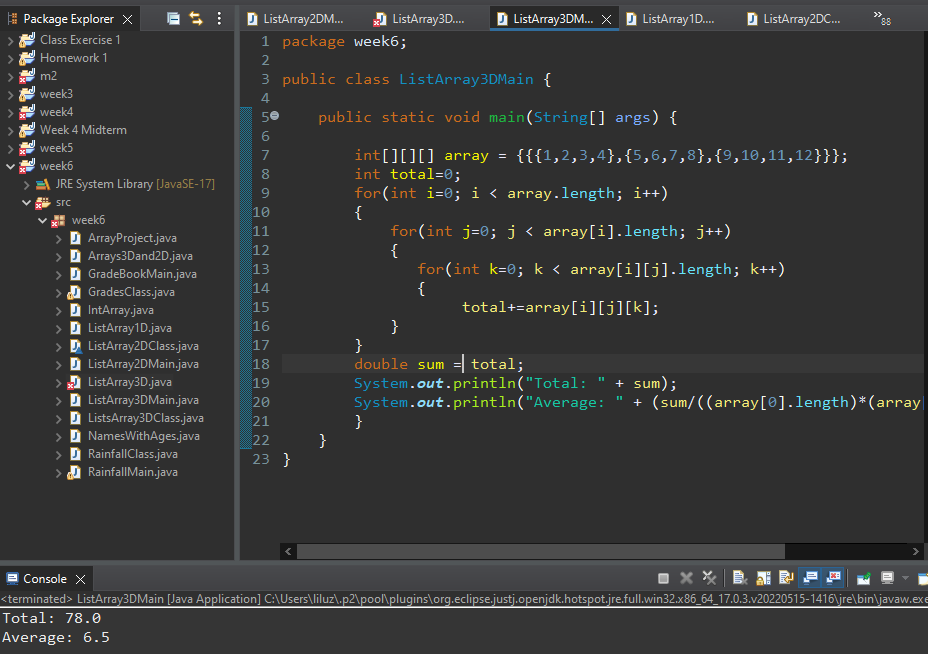 Package Explorer
ListArray2DM...
ListArray3D....
ListArray3DM...
ListArray1D....
ListArray2DC...
»88
Class Exercise 1
Homework 1
m2
week3
week4
Week 4 Midterm
week5
week6
JRE System Library [JavaSE-17]
src
week6
ArrayProject.java
Arrays3Dand2D.java
GradeBookMain.java
GradesClass.java
IntArray.java
ListArray1D.java
ListArray2DClass.java
ListArray2DMain.java
ListArray3D.java
ListArray3DMain.java
ListsArray3DClass.java
NamesWithAges.java
RainfallClass.java
RainfallMain.java
1 package week6;
2
3 public class ListArray3DMain {
4
5 public static void main(String[] args) {
6
7 int[][][] array = {{{1,2,3,4},{5,6,7,8},{9,10,11,12}}};
8 int total=0;
9 for(int i=0; i < array.length; i++)
10 {
11 for(int j=0; j < array[i].length; j++)
12 {
13 for(int k=0; k < array[i][j].length; k++)
14 {
15 total+=array[i][j][k];
16 }
17 }
18 double sum = total;
19 System.out.println("Total: " + sum);
20 System.out.println("Average: " + (sum/((array[0].length)*(array[
21 }
22 }
23 }
Console
<terminated> ListArray3DMain [Java Application] C:\Users\liluz\.p2\pool\plugins\org.eclipse.justj.openjdk.hotspot.jre.full.win32.x86_64_17.0.3.v20220515-1416\jre\bin\javaw.exe
Total: 78.0
Average: 6.5